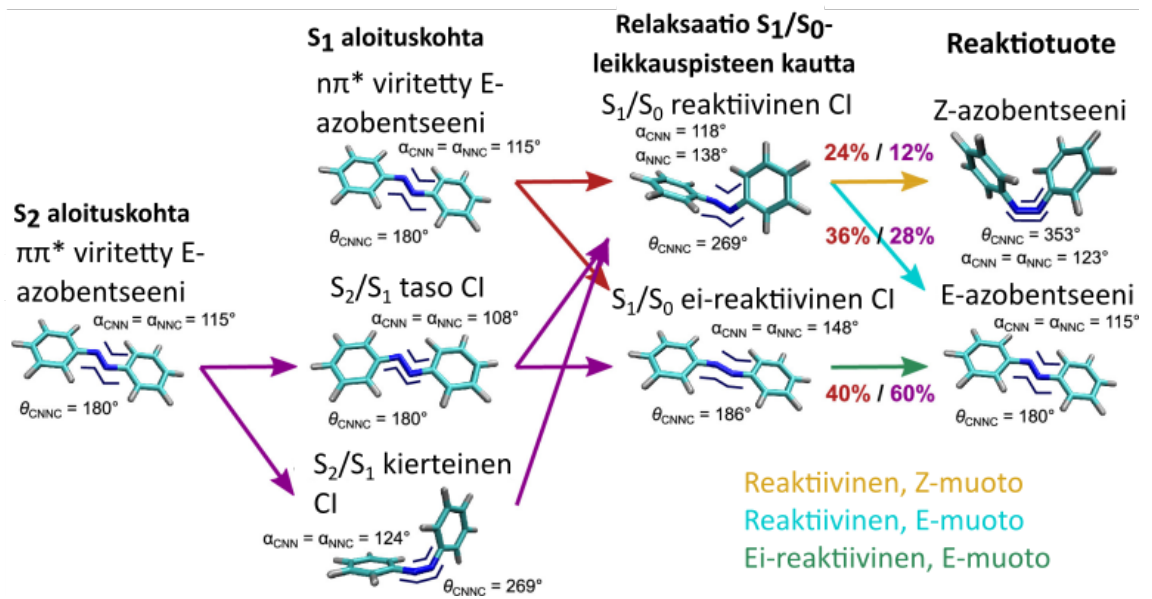 S₁ aloituskohta
nπ* viritetty E-
azobentseeni
α_CNN = α_NNC = 115°
θ_CNNC = 180°
Relaksaatio S₁/S₀-
leikkauspisteen kautta
S₁/S₀ reaktiivinen CI
α_CNN = 118°
α_NNC = 138°
θ_CNNC = 269°
Reaktiotuote
Z-azobentseeni
24% / 12%
36% / 28%
θ_CNNC = 353°
α_CNN = α_NNC = 123°
S₂ aloituskohta
ππ* viritetty E-
azobentseeni
α_CNN = α_NNC = 115°
θ_CNNC = 180°
S₂/S₁ taso CI
α_CNN = α_NNC = 108°
θ_CNNC = 180°
S₁/S₀ ei-reaktiivinen CI
α_CNN = α_NNC = 148°
θ_CNNC = 186°
40% / 60%
E-azobentseeni
α_CNN = α_NNC = 115°
θ_CNNC = 180°
S₂/S₁ kierteinen
CI
α_CNN = α_NNC = 124°
θ_CNNC = 269°
Reaktiivinen, Z-muoto
Reaktiivinen, E-muoto
Ei-reaktiivinen, E-muoto